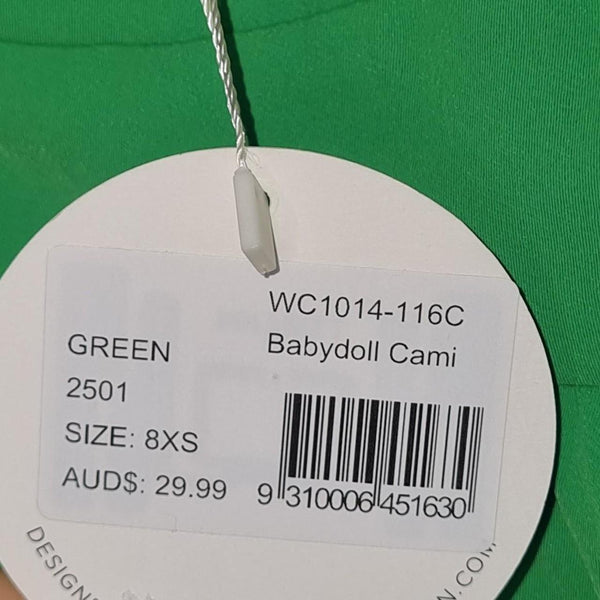 WC1014-116C
Babydoll Cami
GREEN
2501
SIZE: 8XS
AUD$: 29.99
9 310006 451630